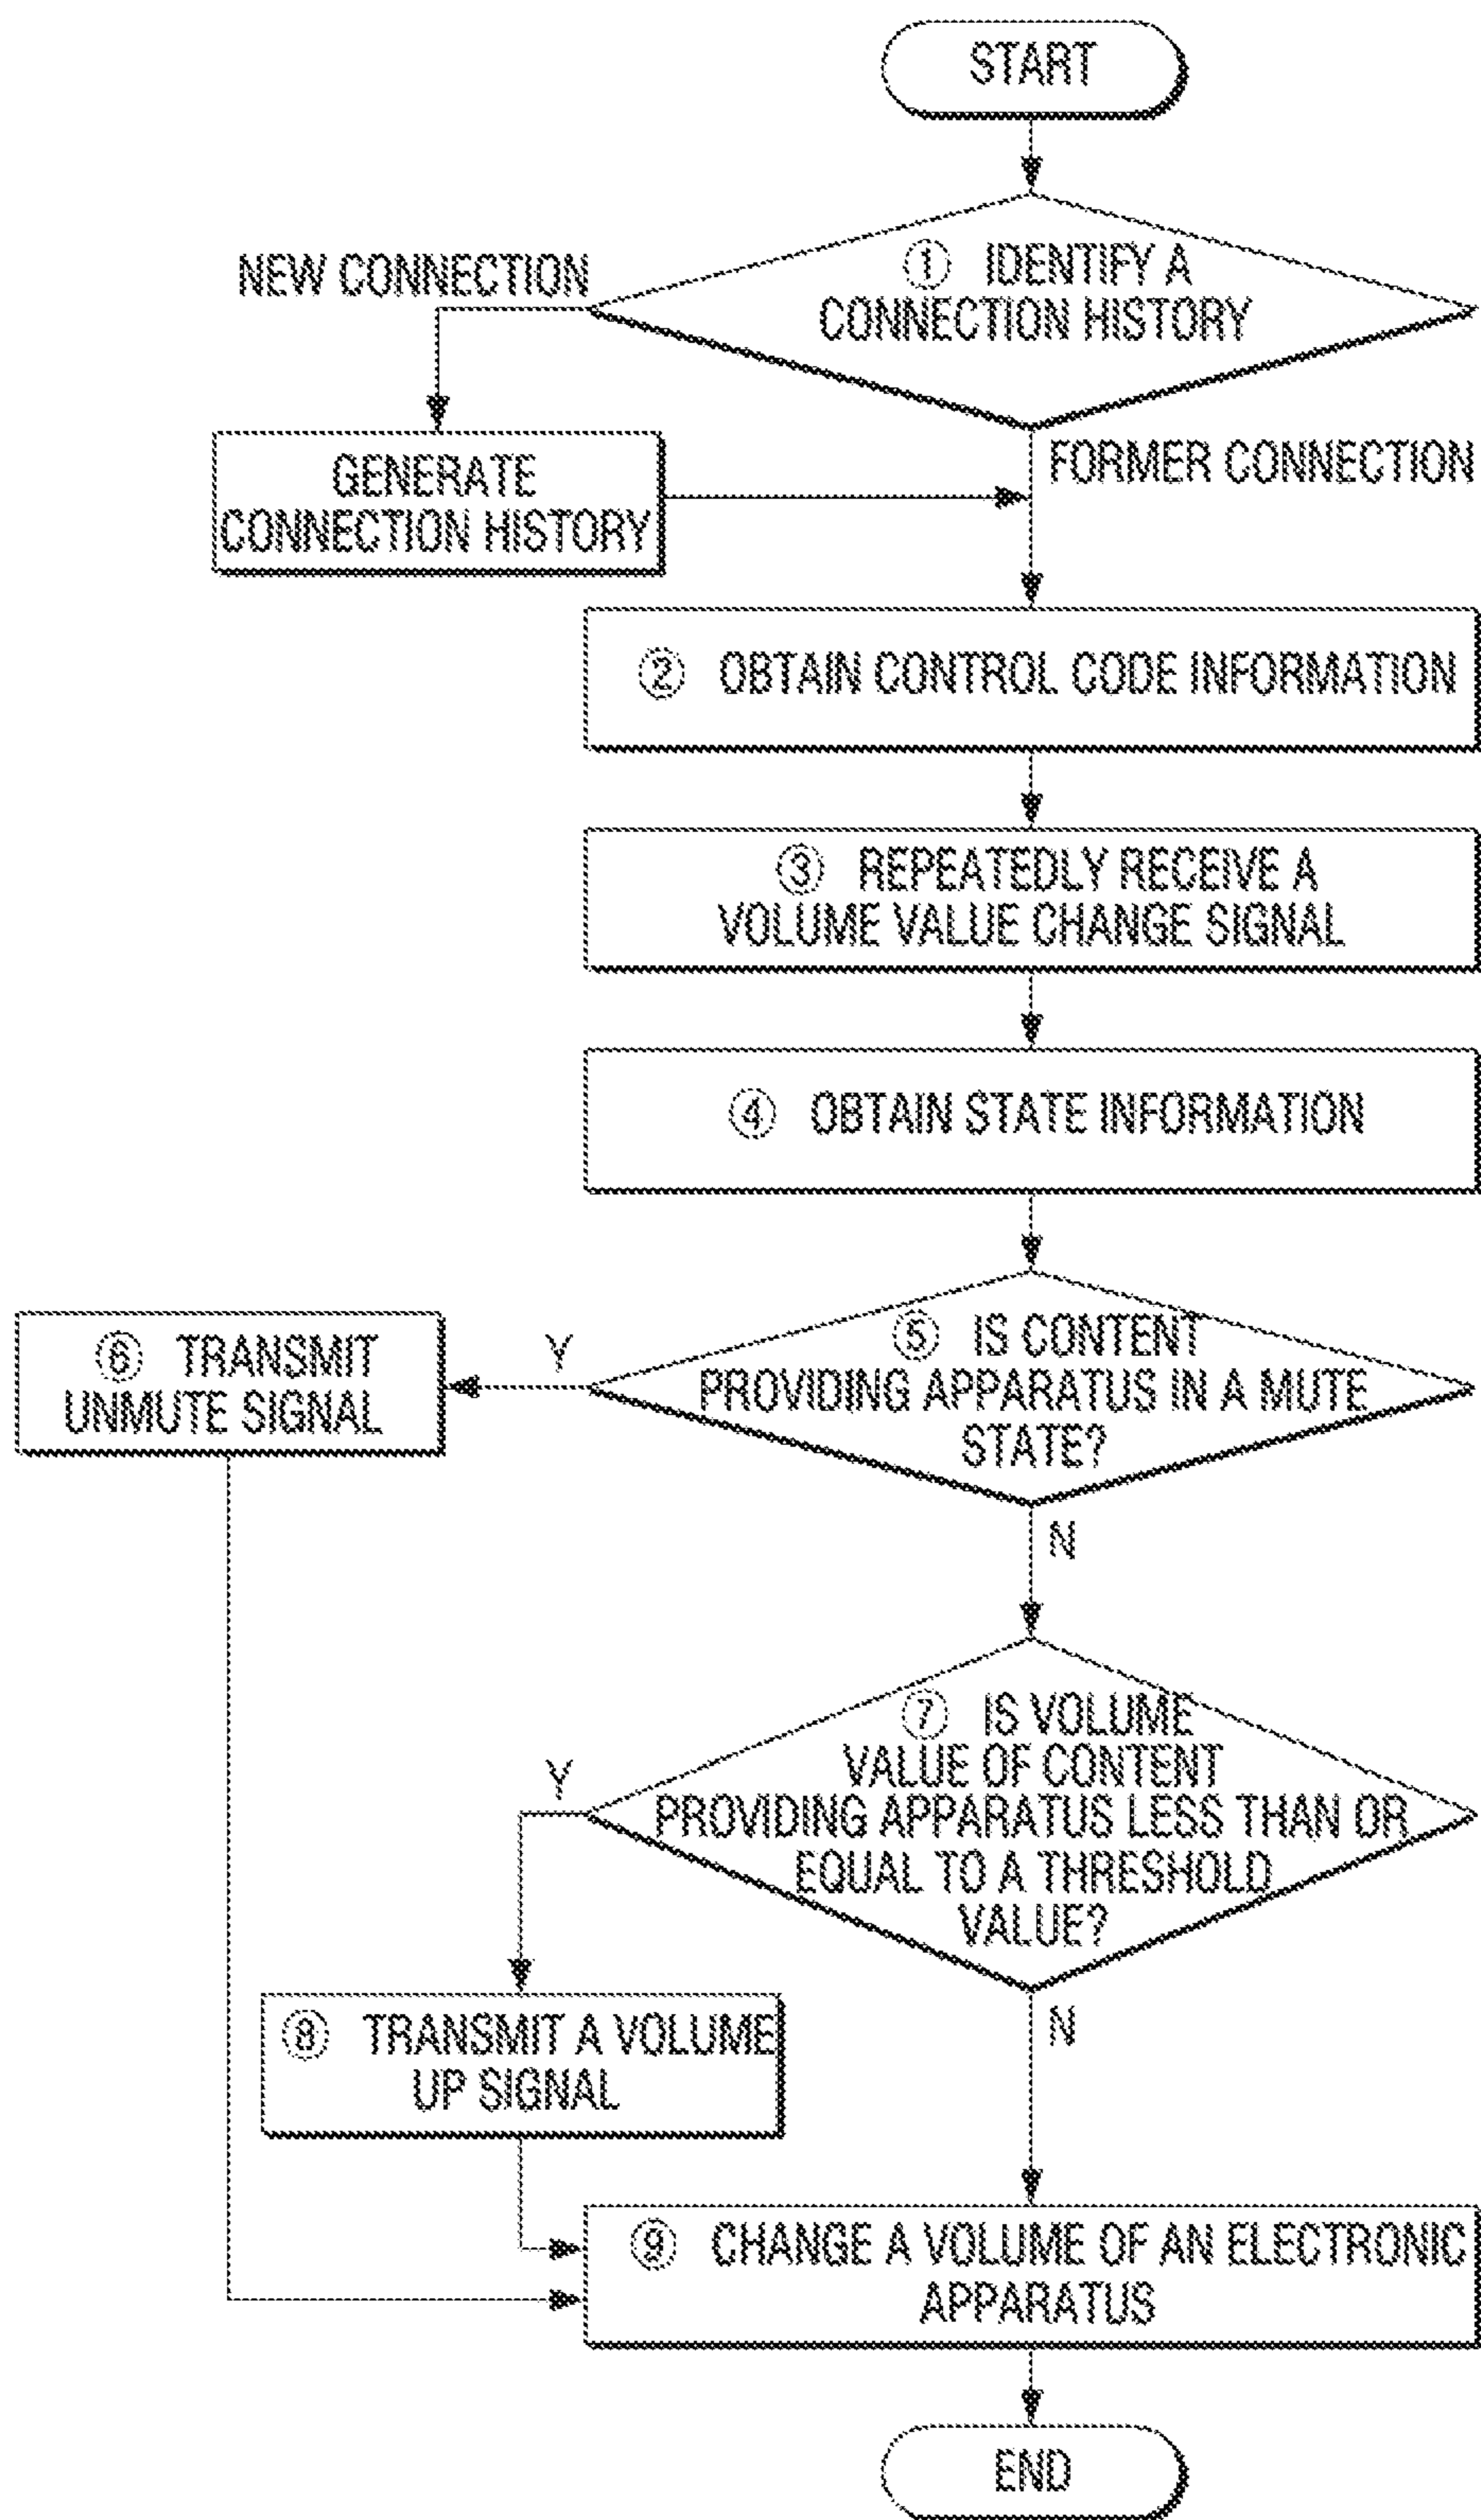 START
① IDENTIFY A
CONNECTION HISTORY
NEW CONNECTION
FORMER CONNECTION
GENERATE
CONNECTION HISTORY
② OBTAIN CONTROL CODE INFORMATION
③ REPEATEDLY RECEIVE A
VOLUME VALUE CHANGE SIGNAL
④ OBTAIN STATE INFORMATION
⑤ IS CONTENT
PROVIDING APPARATUS IN A MUTE
STATE?
Y
⑥ TRANSMIT
UNMUTE SIGNAL
N
⑦ IS VOLUME
VALUE OF CONTENT
PROVIDING APPARATUS LESS THAN OR
EQUAL TO A THRESHOLD
VALUE?
Y
⑧ TRANSMIT A VOLUME
UP SIGNAL
N
⑨ CHANGE A VOLUME OF AN ELECTRONIC
APPARATUS
END